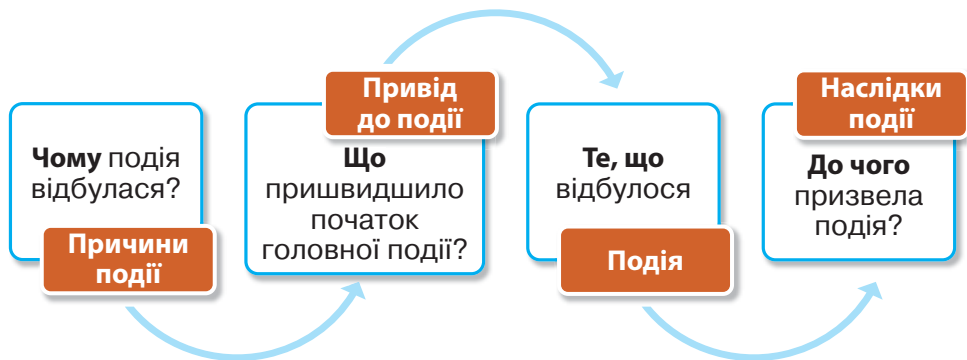 Чому подія
відбулася?
Причини
події
Привід
до події
Що
пришвидшило
початок
головної події?
Те, що
відбулося
Подія
Наслідки
події
До чого
призвела
подія?